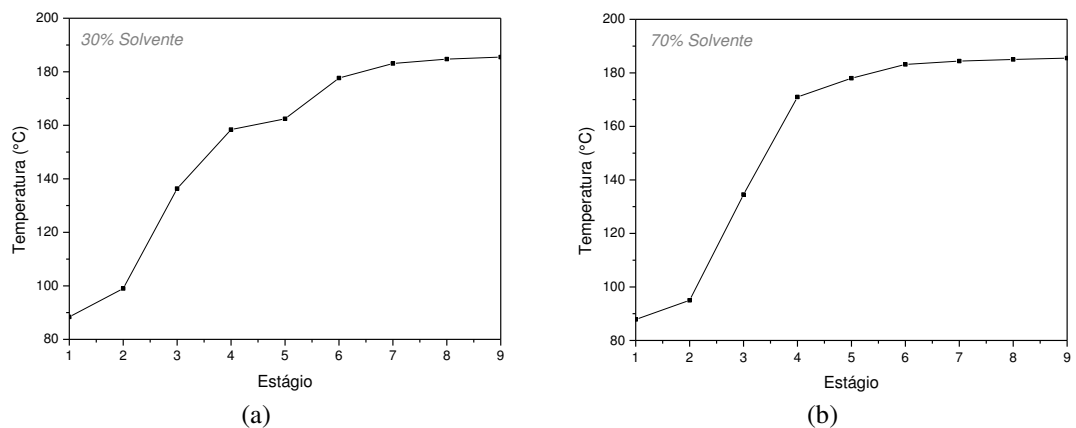 30% Solvente
Temperatura (°C)
200
180
160
140
120
100
80
1 2 3 4 5 6 7 8 9
Estágio
(a)
70% Solvente
Temperatura (°C)
200
180
160
140
120
100
80
1 2 3 4 5 6 7 8 9
Estágio
(b)